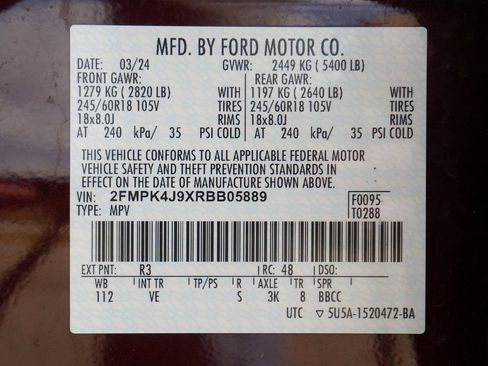 MFD. BY FORD MOTOR CO.
DATE: 03/24 GVWR: 2449 KG ( 5400 LB)
FRONT GAWR: REAR GAWR:
1279 KG ( 2820 LB) WITH 1197 KG ( 2640 LB) WITH
245/60R18 105V TIRES 245/60R18 105V TIRES
18x8.0J RIMS 18x8.0J RIMS
AT 240 kPa/ 35 PSI COLD AT 240 kPa/ 35 PSI COLD
THIS VEHICLE CONFORMS TO ALL APPLICABLE FEDERAL MOTOR
VEHICLE SAFETY AND THEFT PREVENTION STANDARDS IN
EFFECT ON THE DATE OF MANUFACTURE SHOWN ABOVE.
VIN: 2FMPK4J9XRBB05889 F0095
TYPE: MPV T0288
EXT PNT: R3 RC: 48 DSO:
WB INT TR TP/PS R AXLE TR SPR
112 VE S 3K 8 BBCC
UTC ▽ 5U5A-1520472-BA